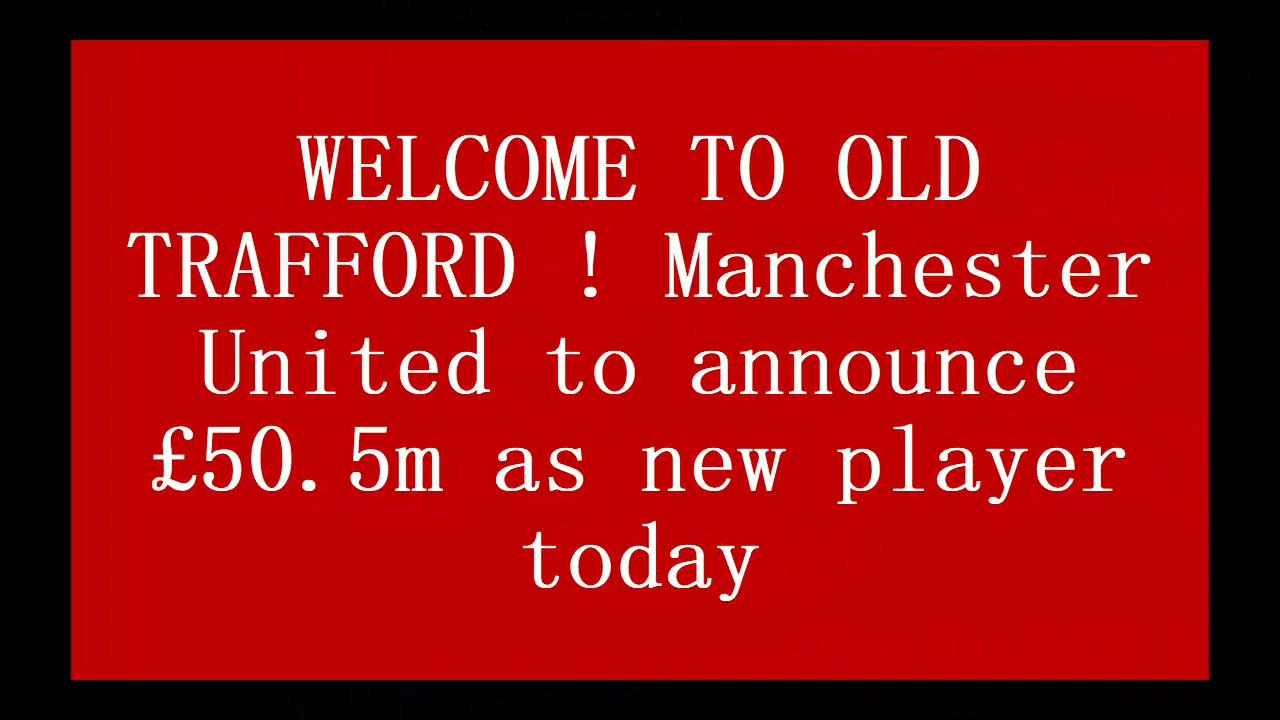 WELCOME TO OLD
TRAFFORD ! Manchester
United to announce
£50.5m as new player
today